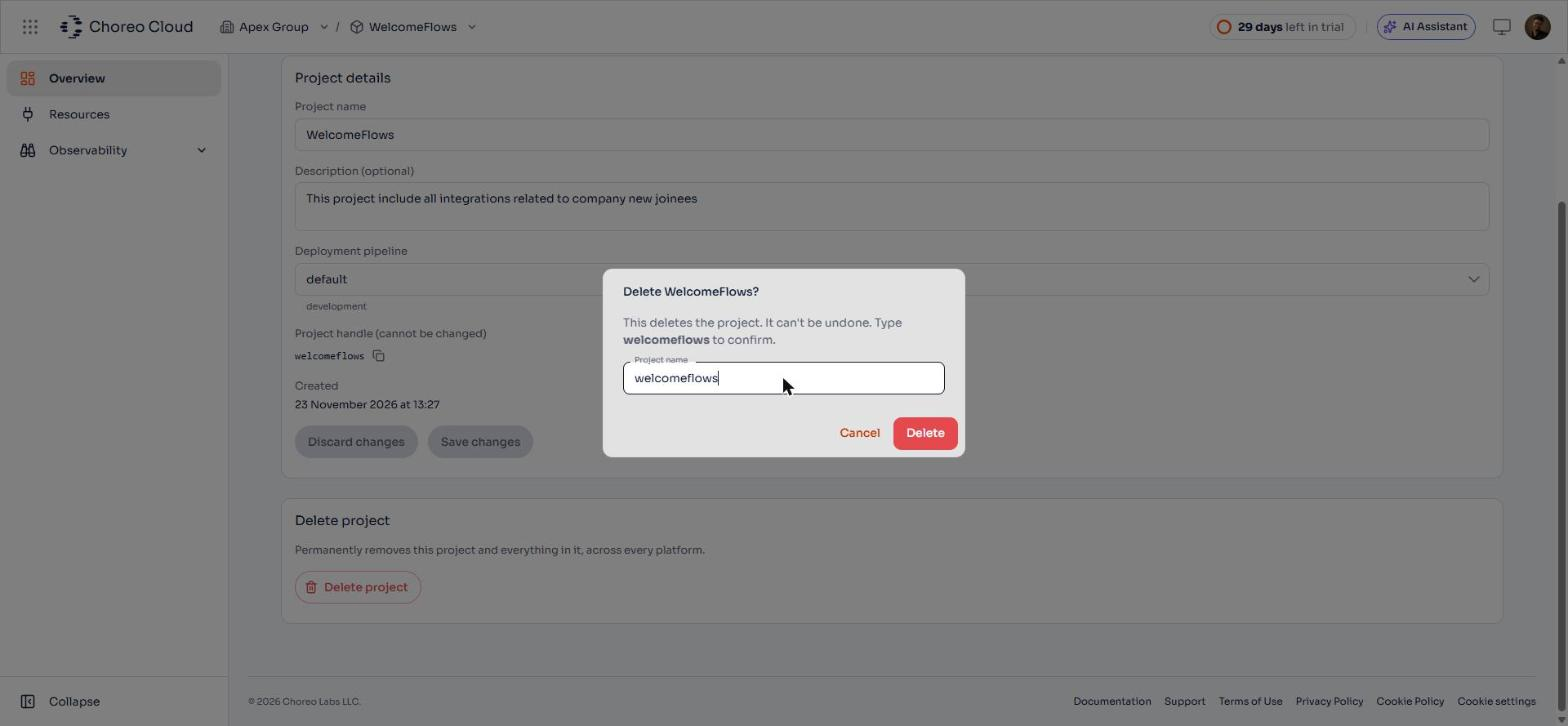 Choreo Cloud
Apex Group / WelcomeFlows
29 days left in trial
AI Assistant
Overview
Resources
Observability
Project details
Project name
WelcomeFlows
Description (optional)
This project include all integrations related to company new joinees
Deployment pipeline
default
development
Project handle (cannot be changed)
welcomeflows
Created
23 November 2026 at 13:27
Discard changes
Save changes
Delete WelcomeFlows?
This deletes the project. It can't be undone. Type
welcomeflows to confirm.
Project name
welcomeflows
Cancel
Delete
Delete project
Permanently removes this project and everything in it, across every platform.
Delete project
Collapse
© 2026 Choreo Labs LLC.
Documentation
Support
Terms of Use
Privacy Policy
Cookie Policy
Cookie settings